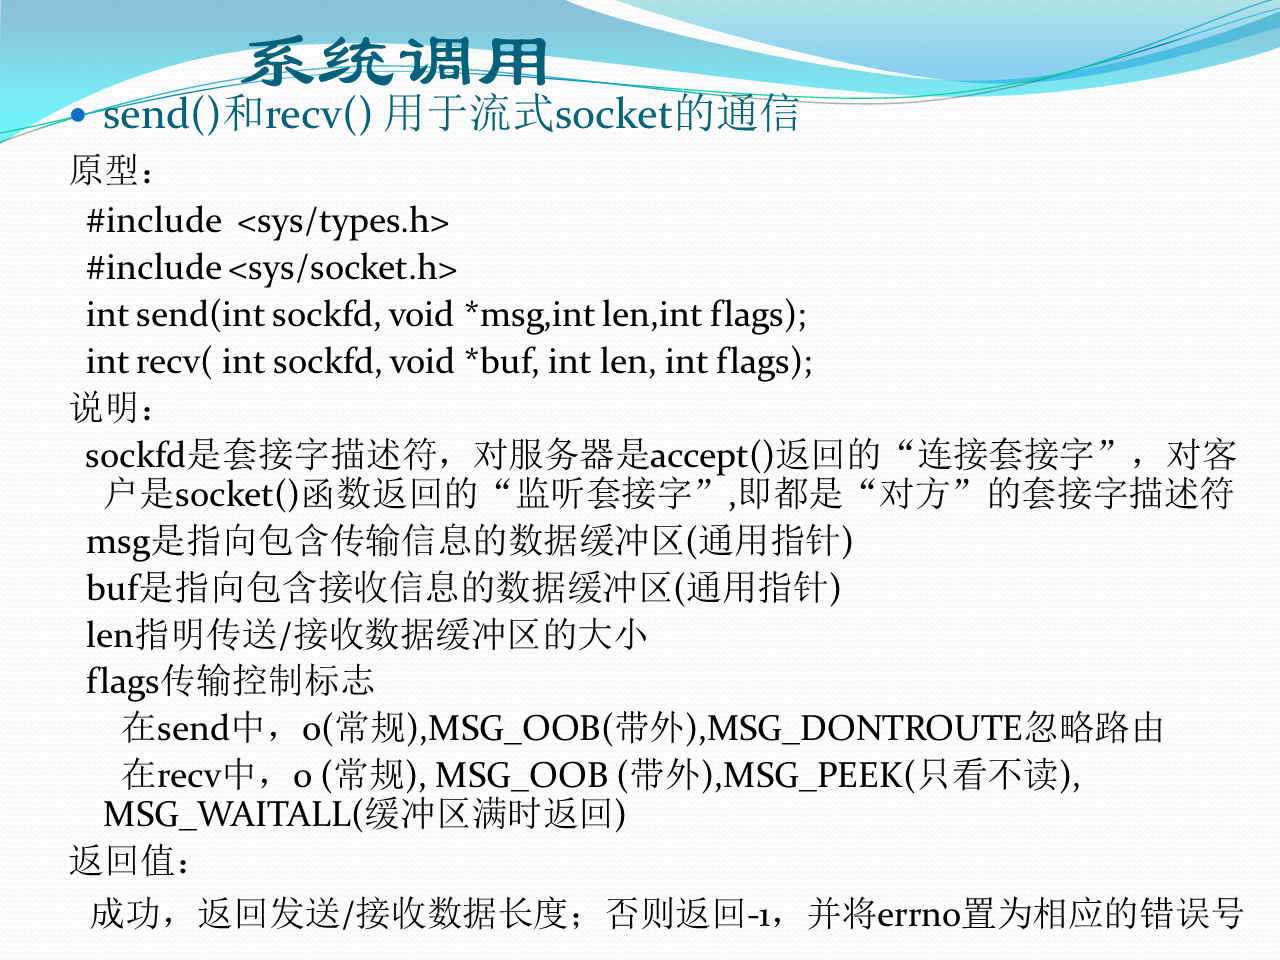 系统调用
• send()和recv() 用于流式socket的通信
原型：
#include <sys/types.h>
#include <sys/socket.h>
int send(int sockfd, void *msg,int len,int flags);
int recv( int sockfd, void *buf, int len, int flags);
说明：
sockfd是套接字描述符，对服务器是accept()返回的“连接套接字”，对客
户是socket()函数返回的“监听套接字”,即都是“对方”的套接字描述符
msg是指向包含传输信息的数据缓冲区(通用指针)
buf是指向包含接收信息的数据缓冲区(通用指针)
len指明传送/接收数据缓冲区的大小
flags传输控制标志
在send中，0(常规),MSG_OOB(带外),MSG_DONTROUTE忽略路由
在recv中，0 (常规), MSG_OOB (带外),MSG_PEEK(只看不读),
MSG_WAITALL(缓冲区满时返回)
返回值：
成功，返回发送/接收数据长度；否则返回-1，并将errno置为相应的错误号